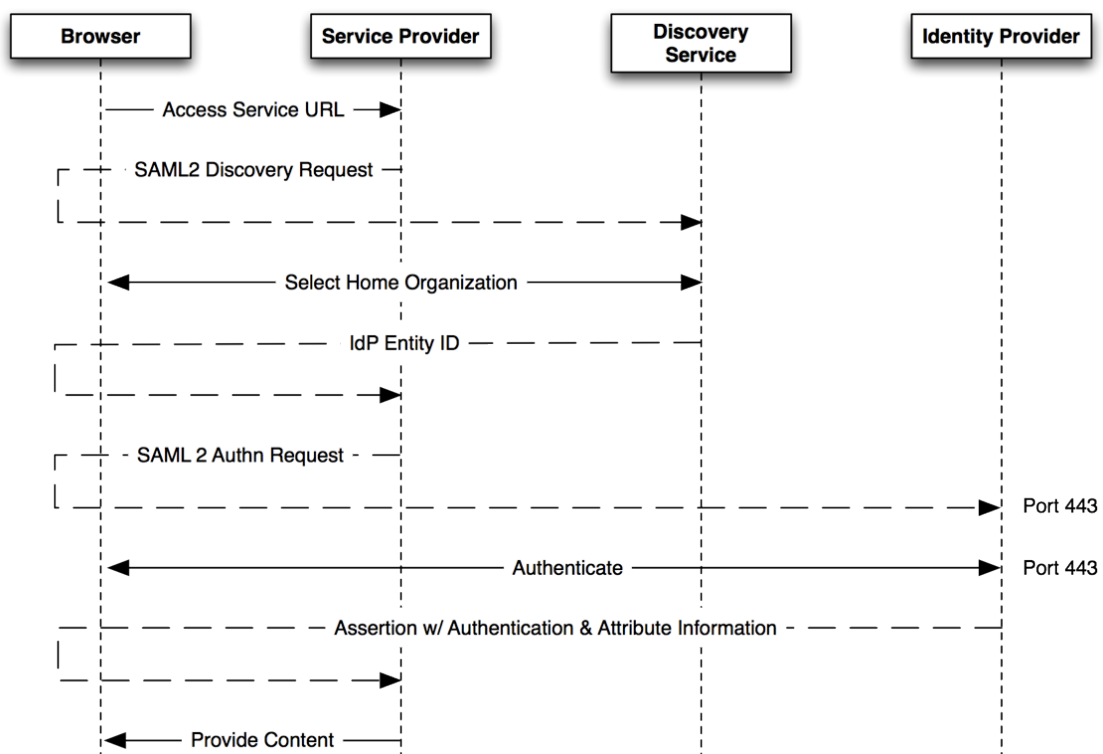 Browser
Service Provider
Discovery
Service
Identity Provider
Access Service URL
SAML2 Discovery Request
Select Home Organization
IdP Entity ID
SAML 2 Authn Request
Port 443
Authenticate
Port 443
Assertion w/ Authentication & Attribute Information
Provide Content